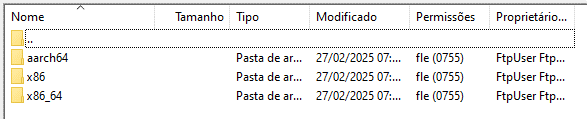 Nome Tamanho Tipo Modificado Permissões Proprietário...
..
aarch64 Pasta de ar... 27/02/2025 07:... fle (0755) FtpUser Ftp...
x86 Pasta de ar... 27/02/2025 07:... fle (0755) FtpUser Ftp...
x86_64 Pasta de ar... 27/02/2025 07:... fle (0755) FtpUser Ftp...